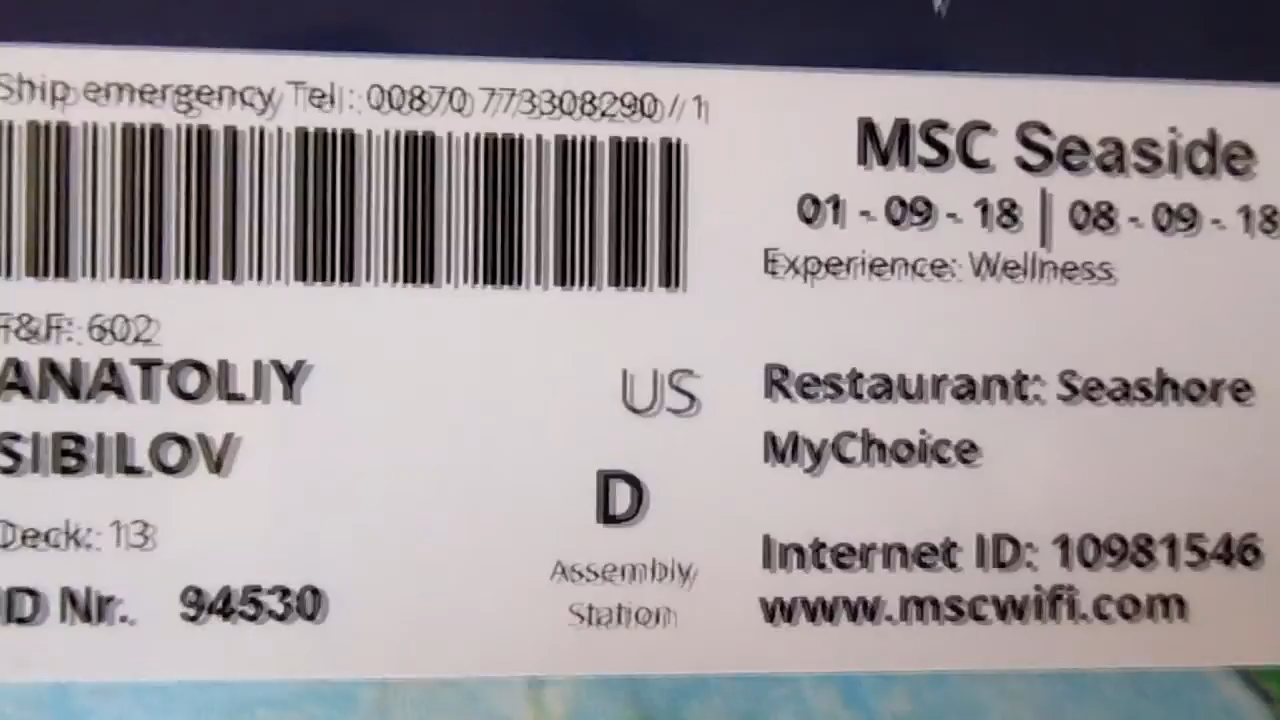 Ship emergency Tel: 00870 773308290 // 1
MSC Seaside
01 - 09 - 18 | 08 - 09 - 18
Experience: Wellness
F&F: 602
ANATOLIY
SIBILOV
US
Restaurant: Seashore
MyChoice
D
Assembly
Station
Deck: 13
ID Nr. 94530
Internet ID: 10981546
www.mscwifi.com